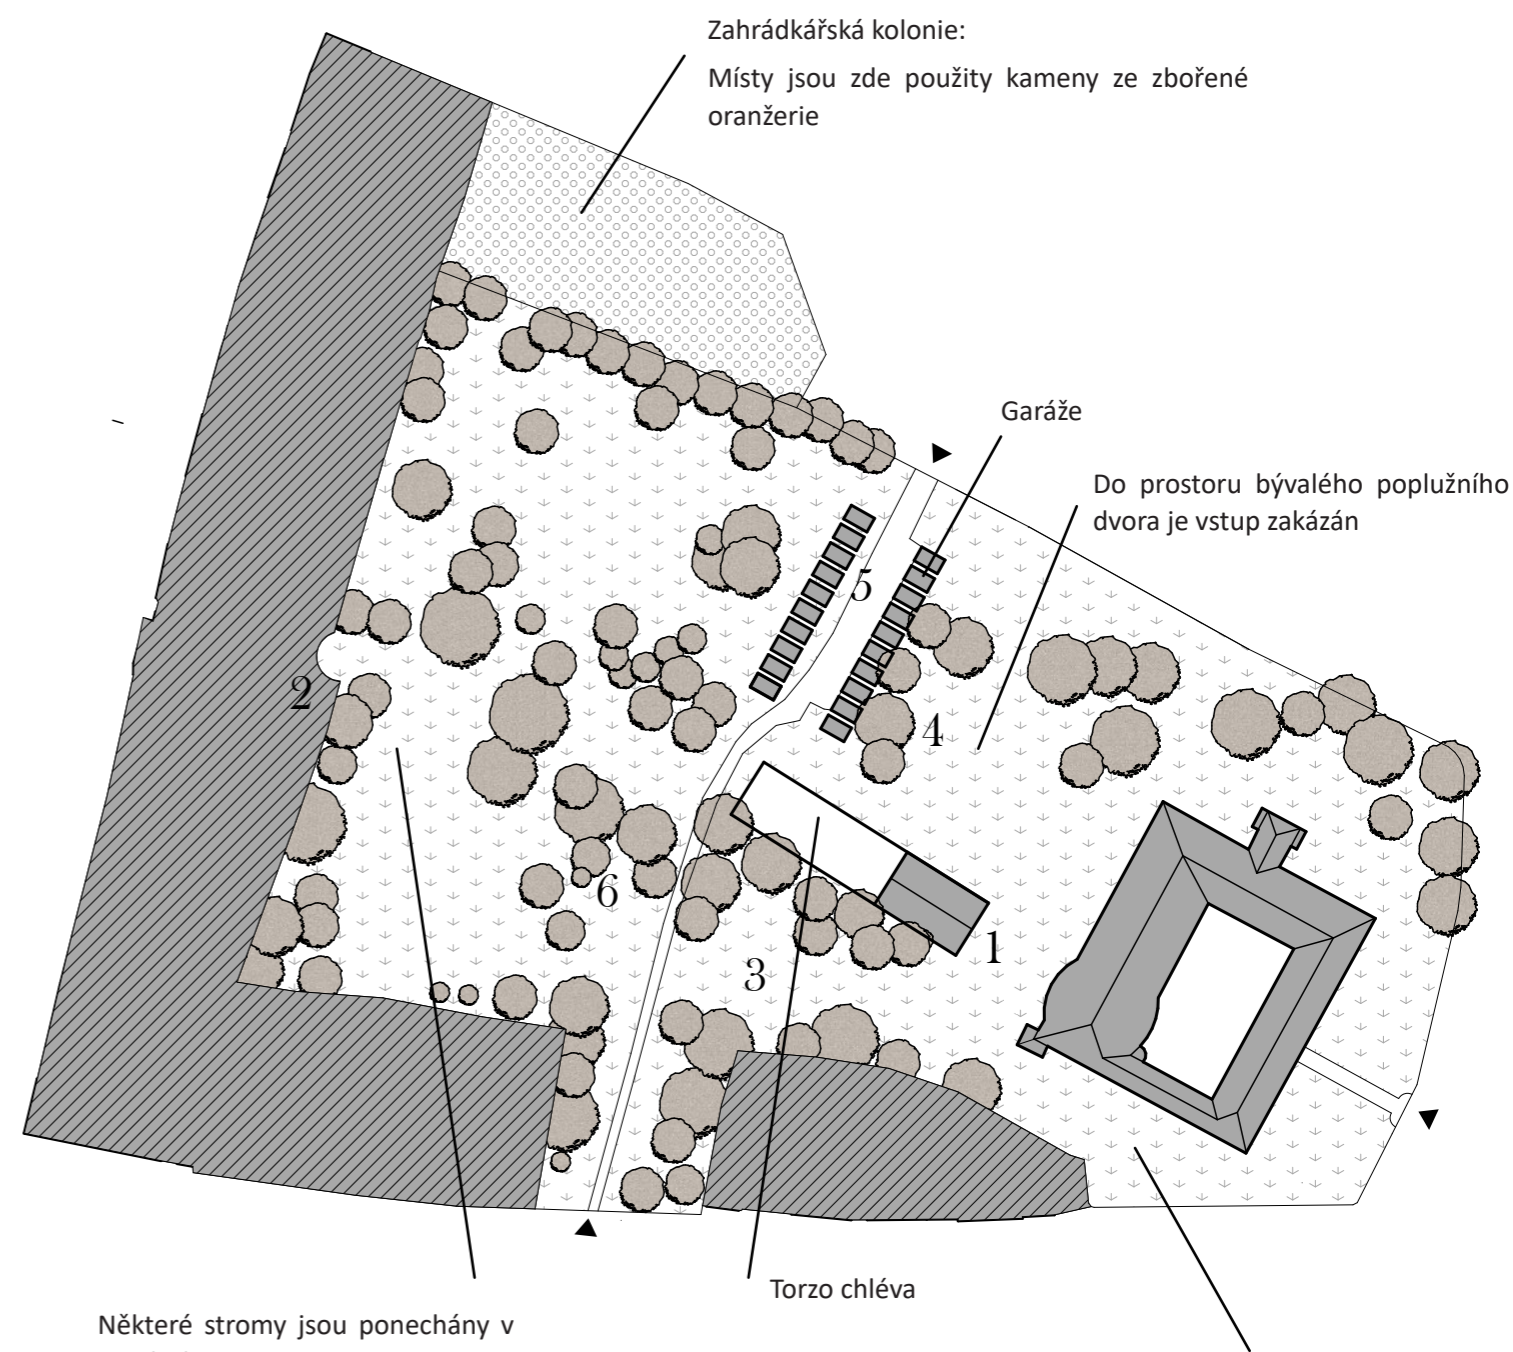 Zahrádkářská kolonie:
Místy jsou zde použity kameny ze zbořené
oranžerie
Garáže
Do prostoru bývalého poplužního
dvora je vstup zakázán
5
2
4
6
1
3
Torzo chléva
Některé stromy jsou ponechány v